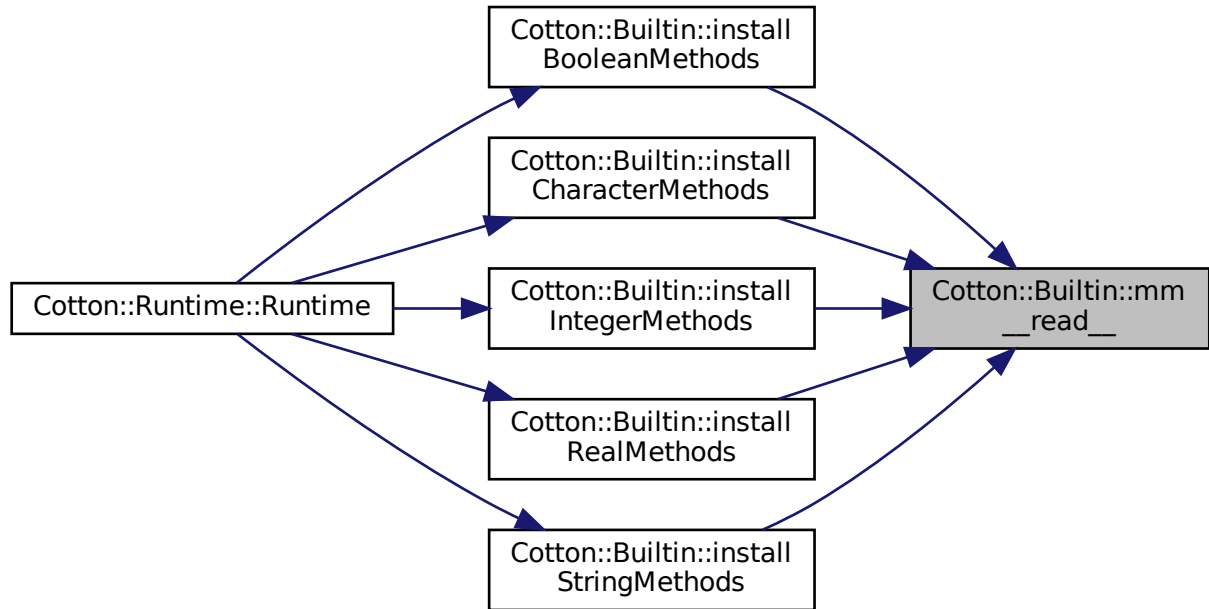 Cotton::Builtin::install
BooleanMethods
Cotton::Builtin::install
CharacterMethods
Cotton::Runtime::Runtime
Cotton::Builtin::install
IntegerMethods
Cotton::Builtin::mm
__read__
Cotton::Builtin::install
RealMethods
Cotton::Builtin::install
StringMethods